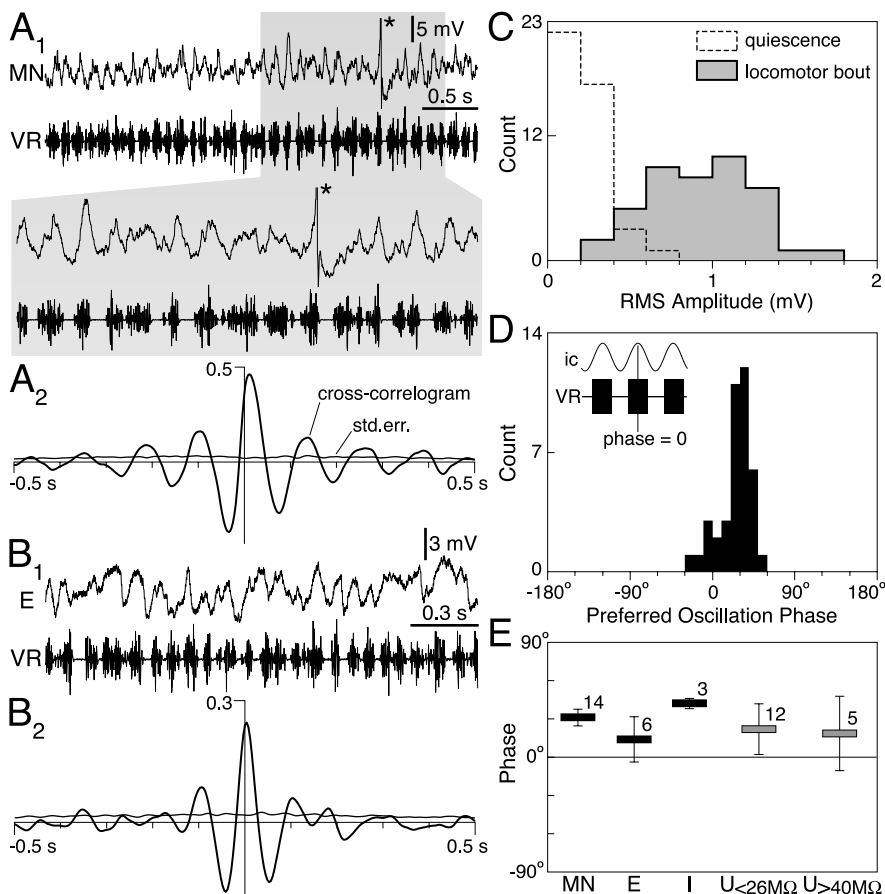 A1
MN
*
5 mV
0.5 s
VR
*
A2
0.5
cross-correlogram
std.err.
-0.5 s
0.5 s
B1
E
3 mV
0.3 s
VR
B2
0.3
-0.5 s
0.5 s
C
23
12
0
Count
quiescence
locomotor bout
0
1
2
RMS Amplitude (mV)
D
14
7
0
Count
ic
VR
phase = 0
-180°
-90°
0
90°
180°
Preferred Oscillation Phase
E
90°
0°
-90°
Phase
14
6
3
12
5
MN
E
I
U<26MΩ
U>40MΩ